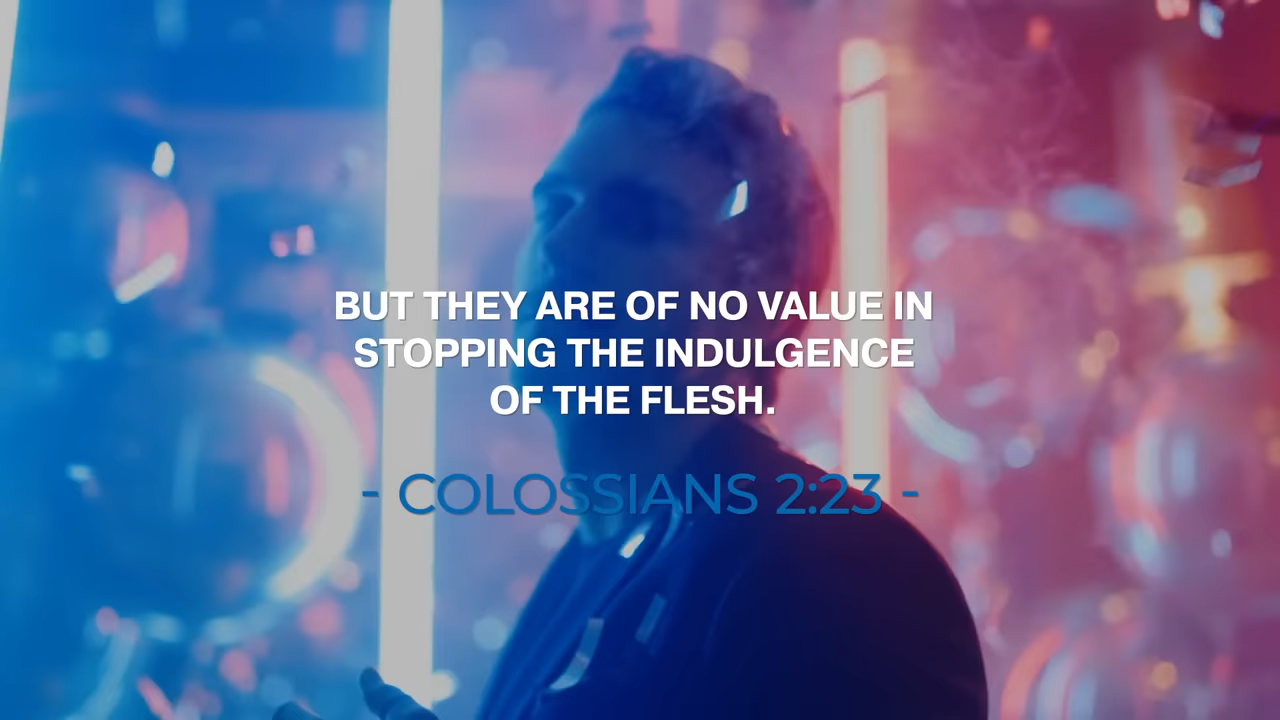 BUT THEY ARE OF NO VALUE IN
STOPPING THE INDULGENCE
OF THE FLESH.
- COLOSSIANS 2:23 -